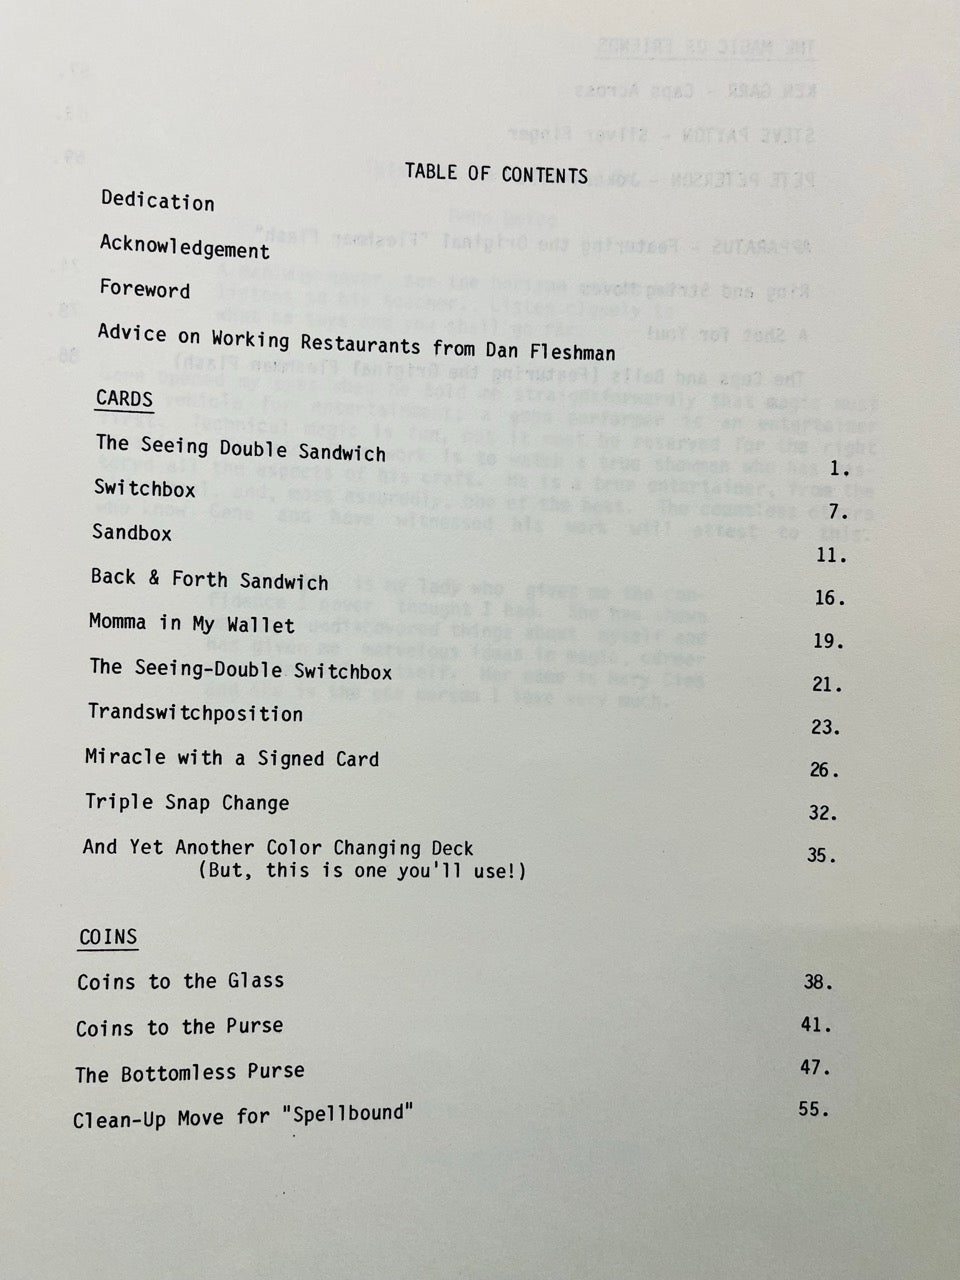 TABLE OF CONTENTS
Dedication
Acknowledgement
Foreword
Advice on Working Restaurants from Dan Fleshman
CARDS
The Seeing Double Sandwich 1.
Switchbox 7.
Sandbox 11.
Back & Forth Sandwich 16.
Momma in My Wallet 19.
The Seeing-Double Switchbox 21.
Trandswitchposition 23.
Miracle with a Signed Card 26.
Triple Snap Change 32.
And Yet Another Color Changing Deck 35.
(But, this is one you'll use!)
COINS
Coins to the Glass 38.
Coins to the Purse 41.
The Bottomless Purse 47.
Clean-Up Move for "Spellbound" 55.